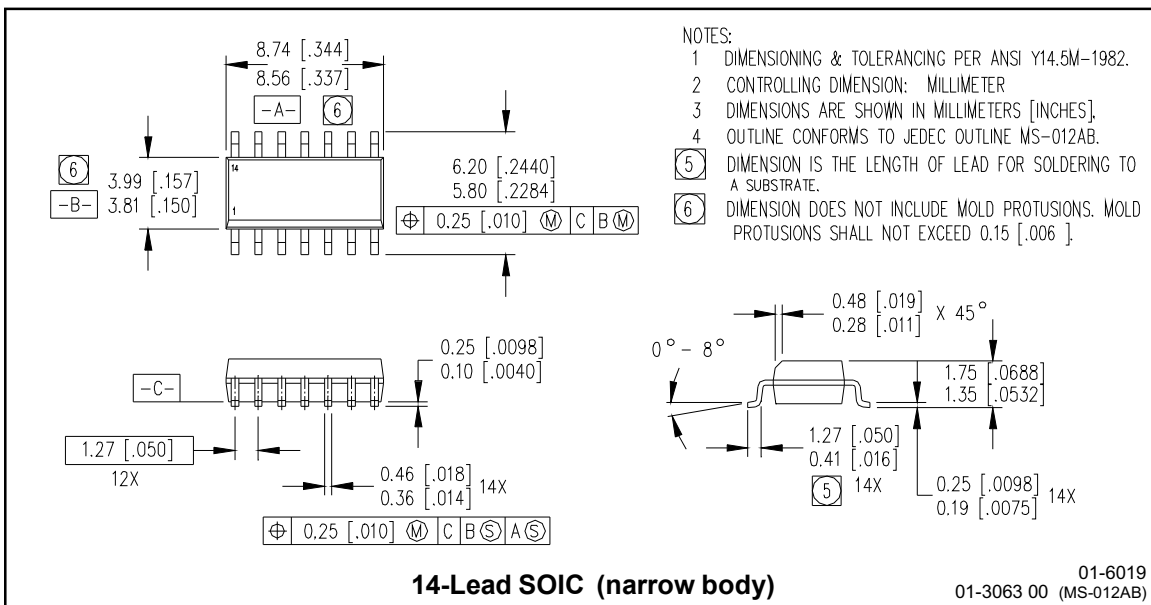 8.74 [.344]
8.56 [.337]
-A- 6
14
1
6
-B-
3.99 [.157]
3.81 [.150]
6.20 [.2440]
5.80 [.2284]
⌖ 0.25 [.010] Ⓜ C B Ⓜ
NOTES:
1 DIMENSIONING & TOLERANCING PER ANSI Y14.5M-1982.
2 CONTROLLING DIMENSION: MILLIMETER
3 DIMENSIONS ARE SHOWN IN MILLIMETERS [INCHES].
4 OUTLINE CONFORMS TO JEDEC OUTLINE MS-012AB.
5 DIMENSION IS THE LENGTH OF LEAD FOR SOLDERING TO
A SUBSTRATE.
6 DIMENSION DOES NOT INCLUDE MOLD PROTUSIONS. MOLD
PROTUSIONS SHALL NOT EXCEED 0.15 [.006 ].
-C-
0.25 [.0098]
0.10 [.0040]
1.27 [.050]
12X
0.46 [.018]
0.36 [.014]
14X
⌖ 0.25 [.010] Ⓜ C B Ⓢ A Ⓢ
0.48 [.019]
0.28 [.011]
X 45°
0°-8°
1.75 [.0688]
1.35 [.0532]
1.27 [.050]
0.41 [.016]
5 14X
0.25 [.0098]
0.19 [.0075]
14X
14-Lead SOIC (narrow body)
01-6019
01-3063 00 (MS-012AB)